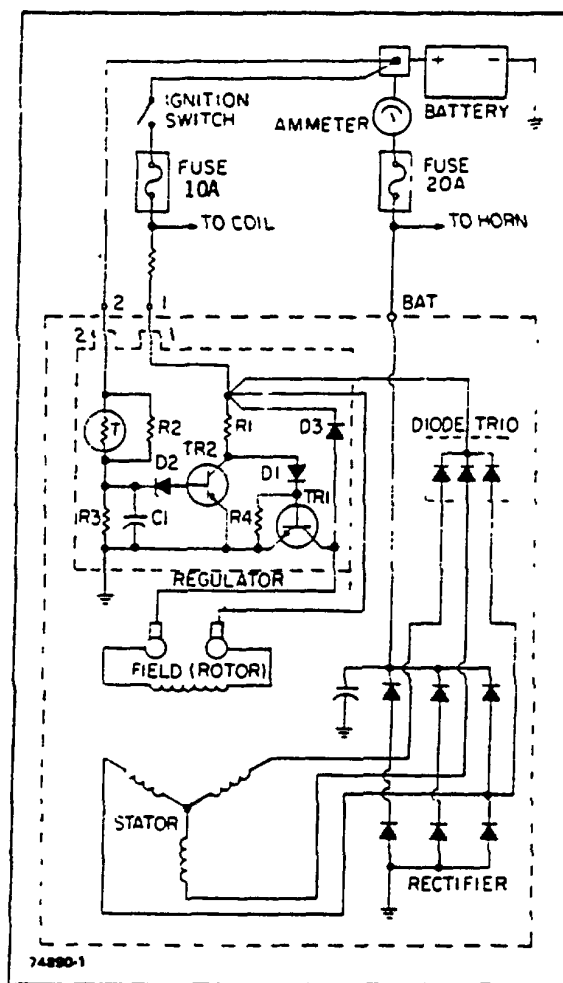 + -
BATTERY
IGNITION
SWITCH
AMMETER
FUSE
10A
FUSE
20A
TO COIL
TO HORN
2 1
BAT
2 1
T
R2
R1
D3
DIODE TRIO
TR2
D2
D1
TR1
R3
C1
R4
REGULATOR
FIELD (ROTOR)
STATOR
RECTIFIER
74890-1